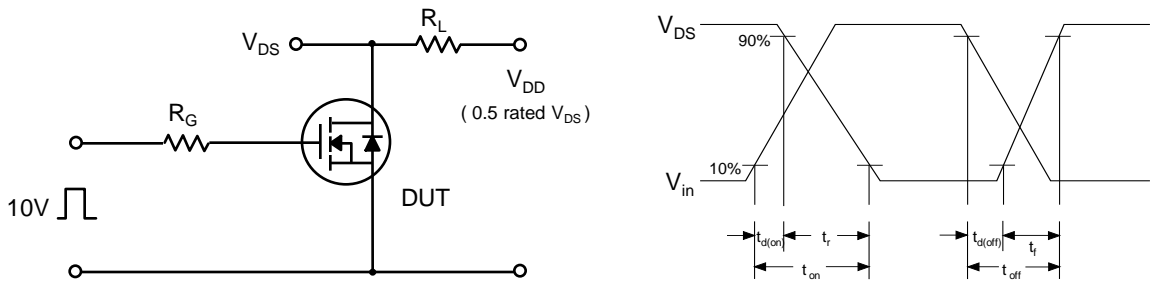 R_L
V_DS
V_DD
( 0.5 rated V_DS )
R_G
10V
DUT
V_DS
90%
10%
V_in
t_d(on)
t_r
t_d(off)
t_f
t_on
t_off